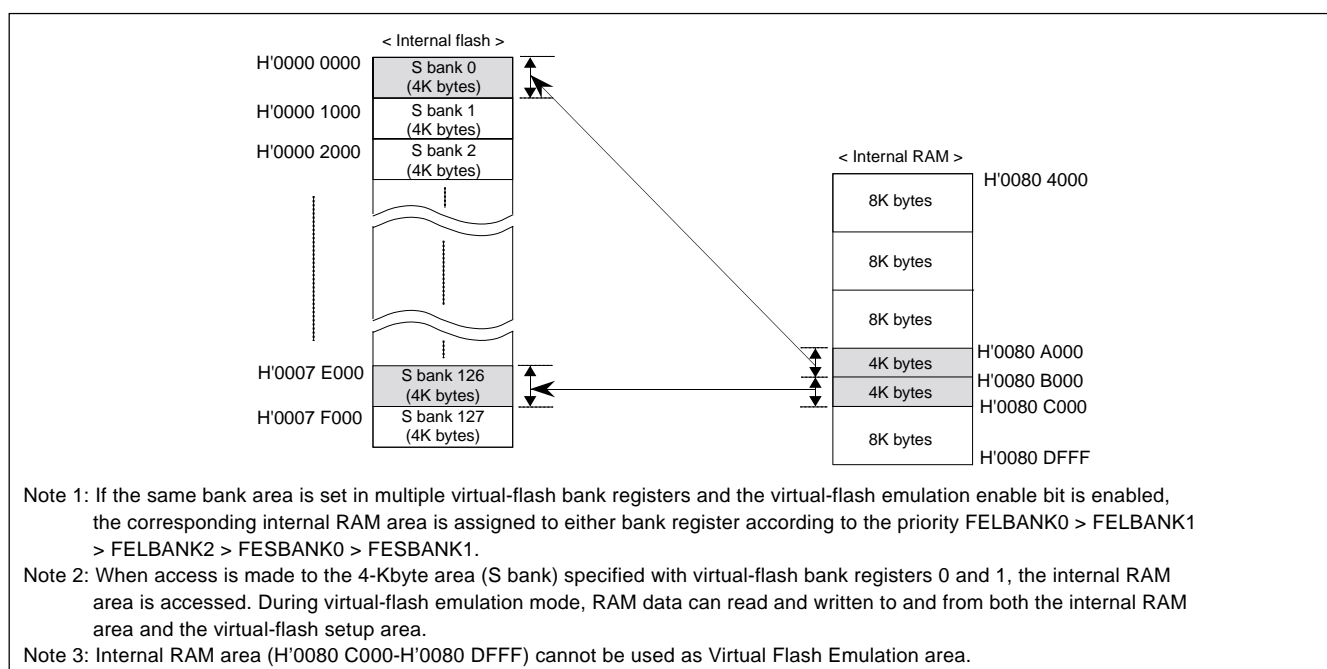 < Internal flash >
H'0000 0000
S bank 0
(4K bytes)
H'0000 1000
S bank 1
(4K bytes)
H'0000 2000
S bank 2
(4K bytes)
H'0007 E000
S bank 126
(4K bytes)
H'0007 F000
S bank 127
(4K bytes)
< Internal RAM >
H'0080 4000
8K bytes
8K bytes
8K bytes
H'0080 A000
4K bytes
H'0080 B000
4K bytes
H'0080 C000
8K bytes
H'0080 DFFF
Note 1: If the same bank area is set in multiple virtual-flash bank registers and the virtual-flash emulation enable bit is enabled,
the corresponding internal RAM area is assigned to either bank register according to the priority FELBANK0 > FELBANK1
> FELBANK2 > FESBANK0 > FESBANK1.
Note 2: When access is made to the 4-Kbyte area (S bank) specified with virtual-flash bank registers 0 and 1, the internal RAM
area is accessed. During virtual-flash emulation mode, RAM data can read and written to and from both the internal RAM
area and the virtual-flash setup area.
Note 3: Internal RAM area (H'0080 C000-H'0080 DFFF) cannot be used as Virtual Flash Emulation area.